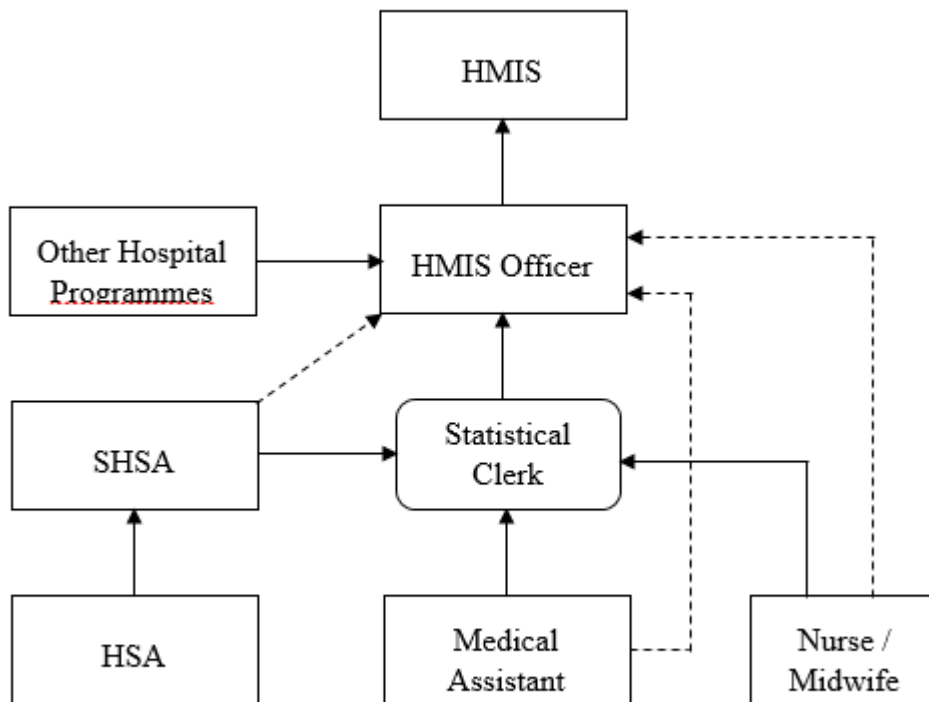 HMIS
Other Hospital
Programmes
HMIS Officer
SHSA
Statistical
Clerk
HSA
Medical
Assistant
Nurse /
Midwife